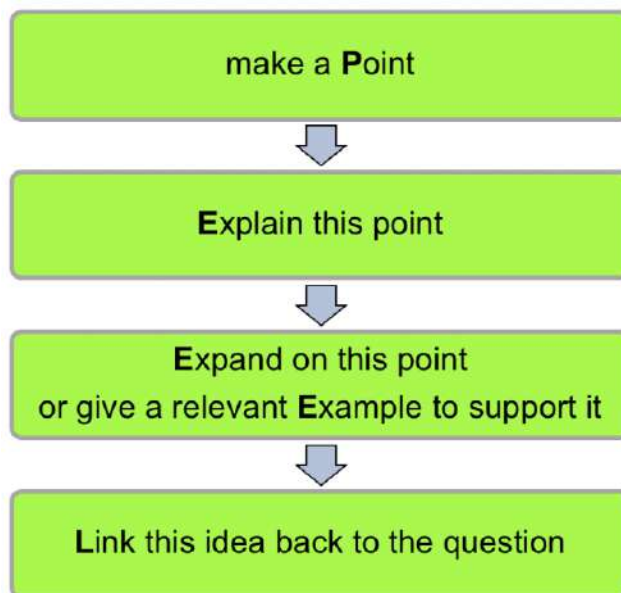 make a Point
Explain this point
Expand on this point
or give a relevant Example to support it
Link this idea back to the question